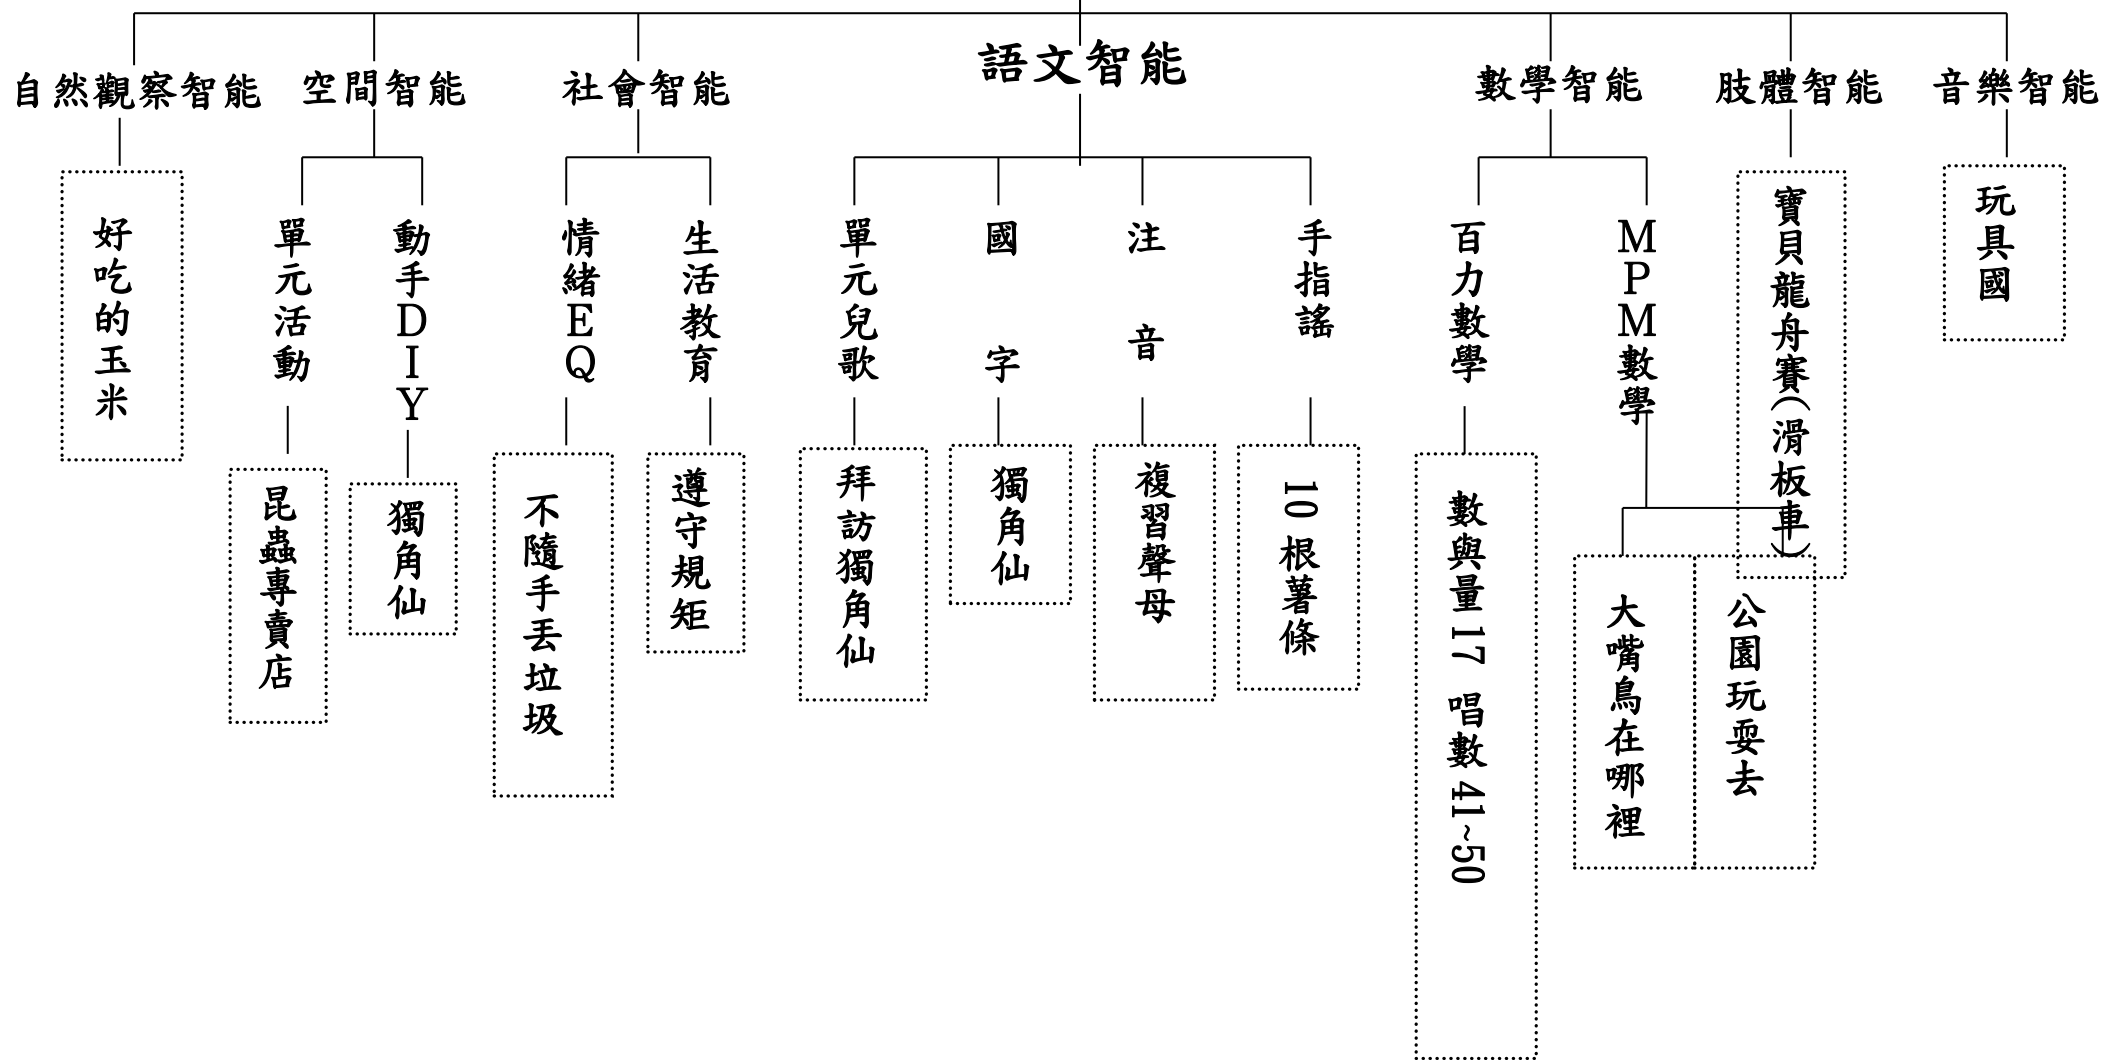 語文智能
自然觀察智能
空間智能
社會智能
數學智能
肢體智能
音樂智能
好吃的玉米
單元活動
動手DIY
情緒EQ
生活教育
單元兒歌
國字
注音
手指謠
百力數學
MPM數學
寶貝龍舟賽(滑板車)
玩具國
昆蟲專賣店
獨角仙
不隨手丟垃圾
遵守規矩
拜訪獨角仙
獨角仙
複習聲母
10根薯條
數與量17 唱數41~50
大嘴鳥在哪裡
公園玩耍去